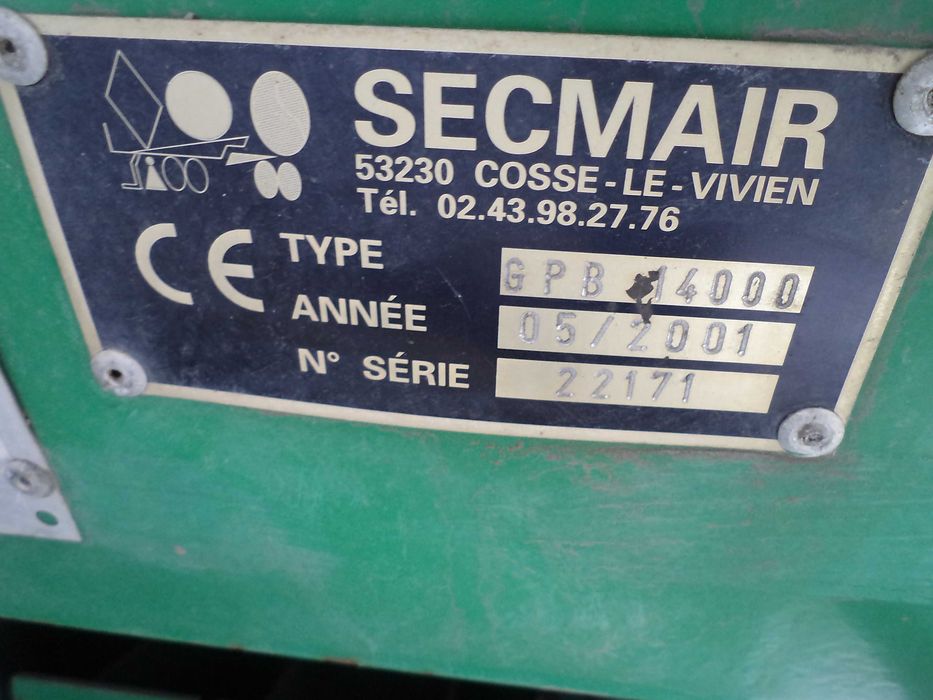 SECMAIR
53230 COSSE-LE-VIVIEN
Tél. 02.43.98.27.76
CE TYPE GPB 14000
ANNÉE 05/2001
N° SÉRIE 22171